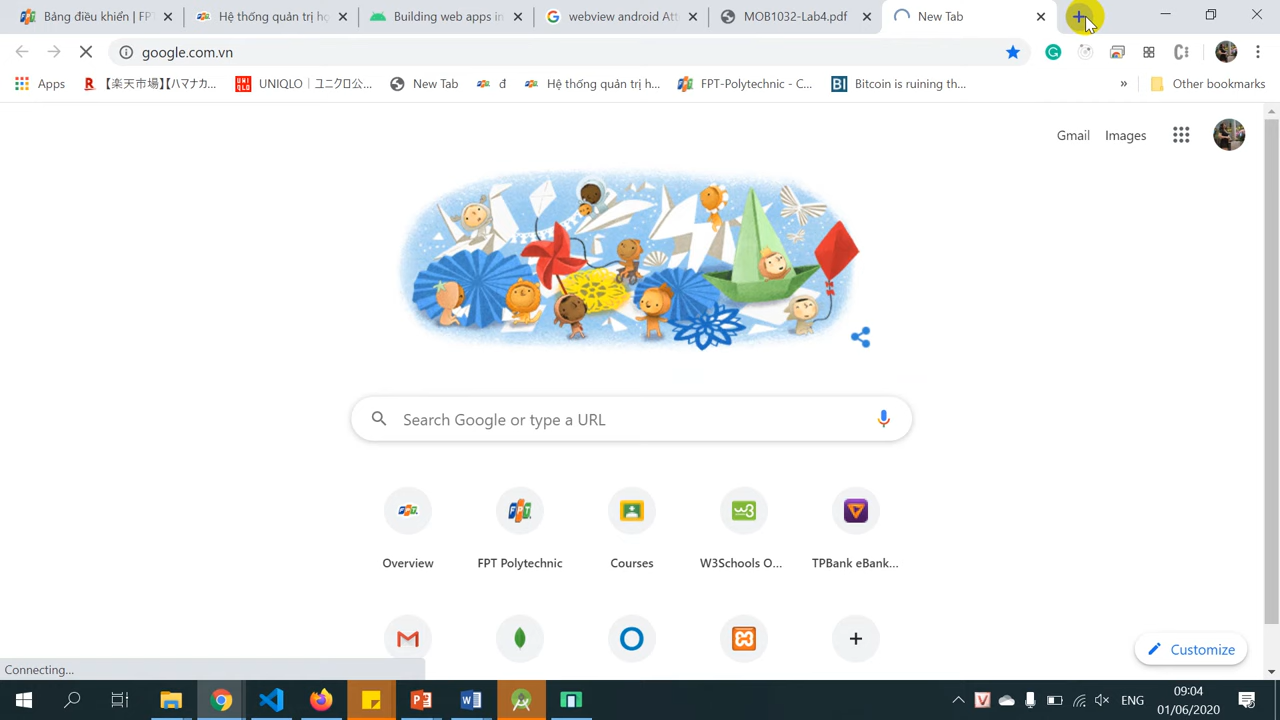 Bảng điều khiển | FPT
Hệ thống quản trị họ
Building web apps in
webview android Att
MOB1032-Lab4.pdf
New Tab
google.com.vn
Apps
【楽天市場】【ハマナカ...
UNIQLO｜ユニクロ公...
New Tab
đ
Hệ thống quản trị h...
FPT-Polytechnic - C...
BI
Bitcoin is ruining th...
»
Other bookmarks
Gmail
Images
Search Google or type a URL
Overview
FPT Polytechnic
Courses
W3Schools O...
TPBank eBank...
Customize
Connecting...
ENG
09:04
01/06/2020